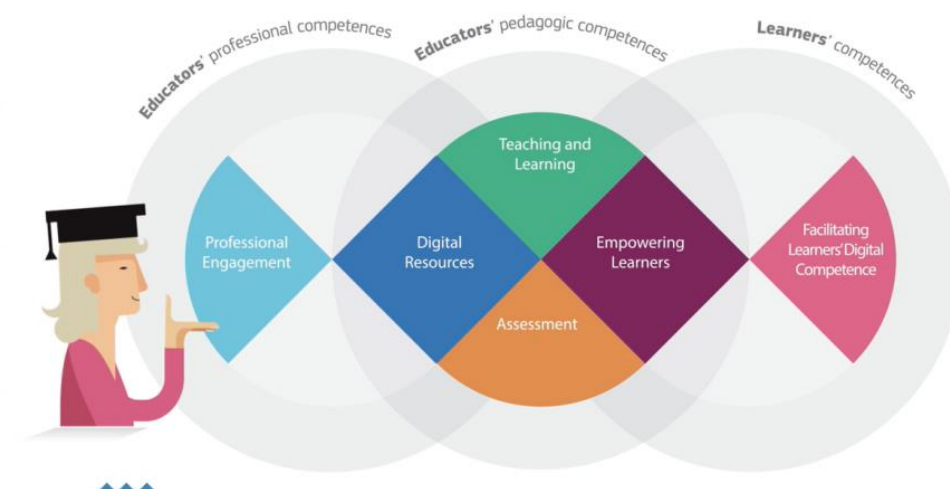 Educators' professional competences
Educators' pedagogic competences
Learners' competences
Professional
Engagement
Digital
Resources
Teaching and
Learning
Assessment
Empowering
Learners
Facilitating
Learners' Digital
Competence